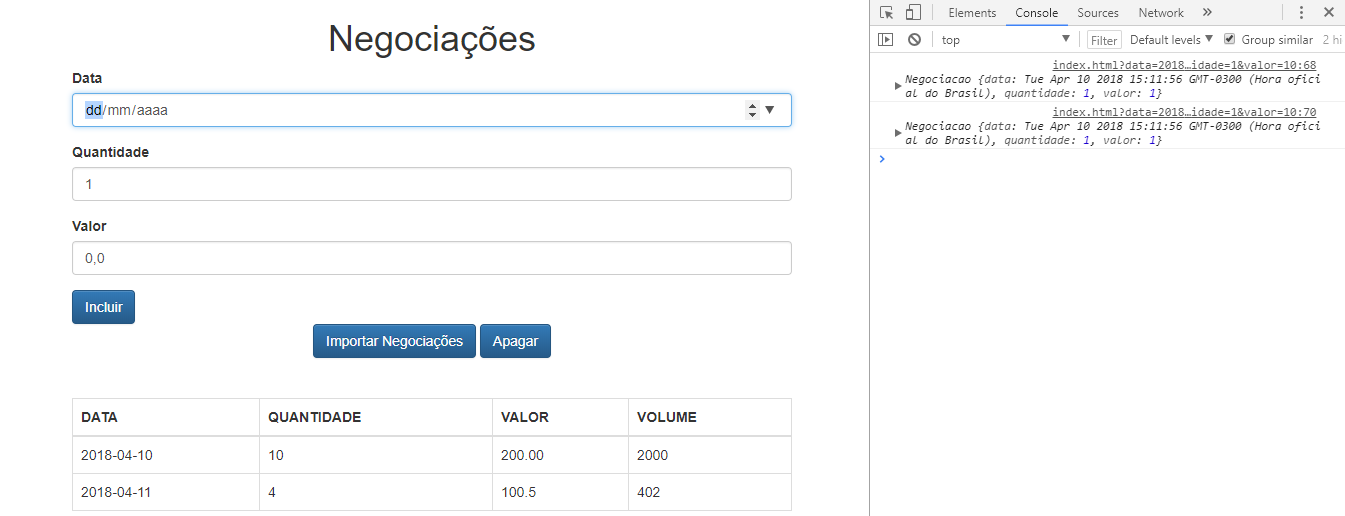 Negociações
Data
dd/mm/aaaa
Quantidade
1
Valor
0,0
Incluir
Importar Negociações Apagar
DATA QUANTIDADE VALOR VOLUME
2018-04-10 10 200.00 2000
2018-04-11 4 100.5 402
Elements Console Sources Network
top Filter Default levels Group similar 2 hi
index.html?data=2018…idade=1&valor=10:68
Negociacao {data: Tue Apr 10 2018 15:11:56 GMT-0300 (Hora ofici
al do Brasil), quantidade: 1, valor: 1}
index.html?data=2018…idade=1&valor=10:70
Negociacao {data: Tue Apr 10 2018 15:11:56 GMT-0300 (Hora ofici
al do Brasil), quantidade: 1, valor: 1}